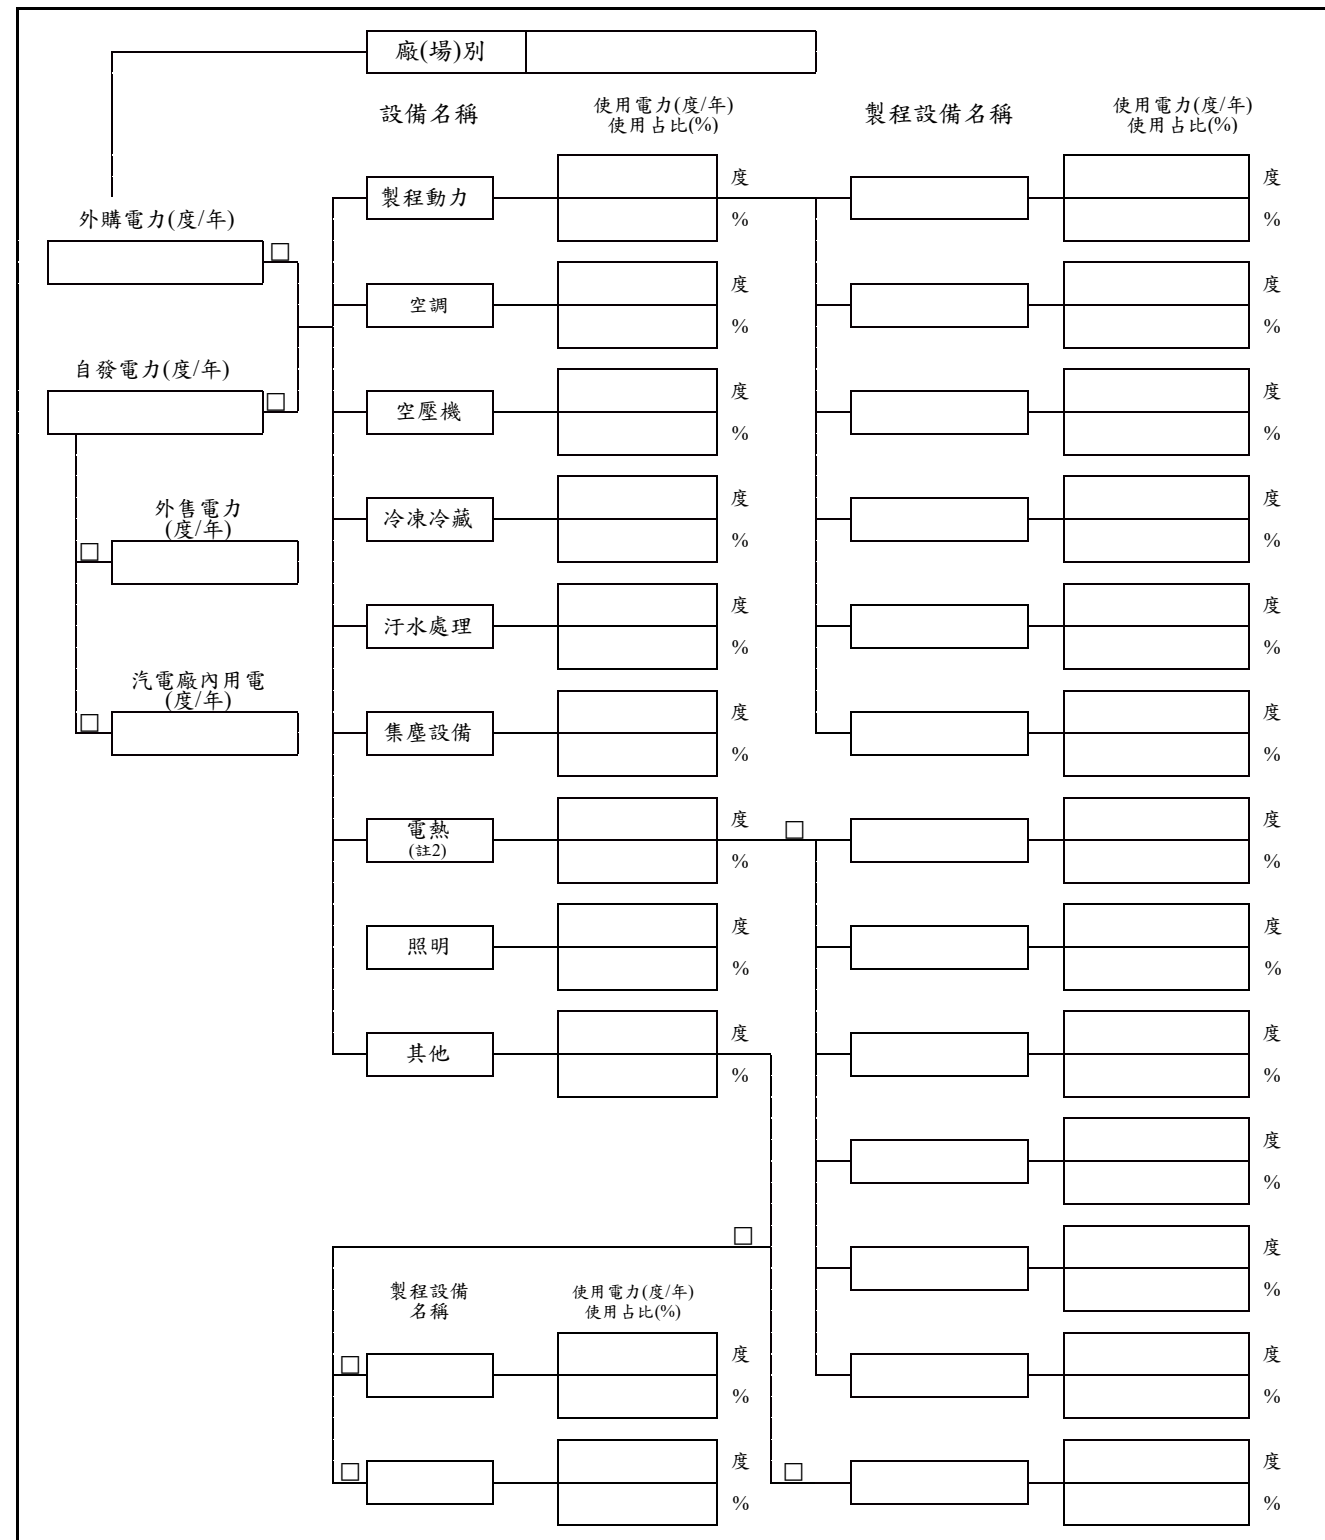 廠(場)別
設備名稱
使用電力(度/年)
使用占比(%)
製程設備名稱
使用電力(度/年)
使用占比(%)
外購電力(度/年)
□
自發電力(度/年)
□
外售電力
(度/年)
□
汽電廠內用電
(度/年)
□
製程動力
度
%
度
%
空調
度
%
度
%
空壓機
度
%
度
%
冷凍冷藏
度
%
度
%
汙水處理
度
%
度
%
集塵設備
度
%
度
%
電熱
(註2)
度
%
□
度
%
照明
度
%
度
%
其他
度
%
度
%
度
%
□
度
%
製程設備
名稱
使用電力(度/年)
使用占比(%)
□
度
%
度
%
□
度
%
□
度
%